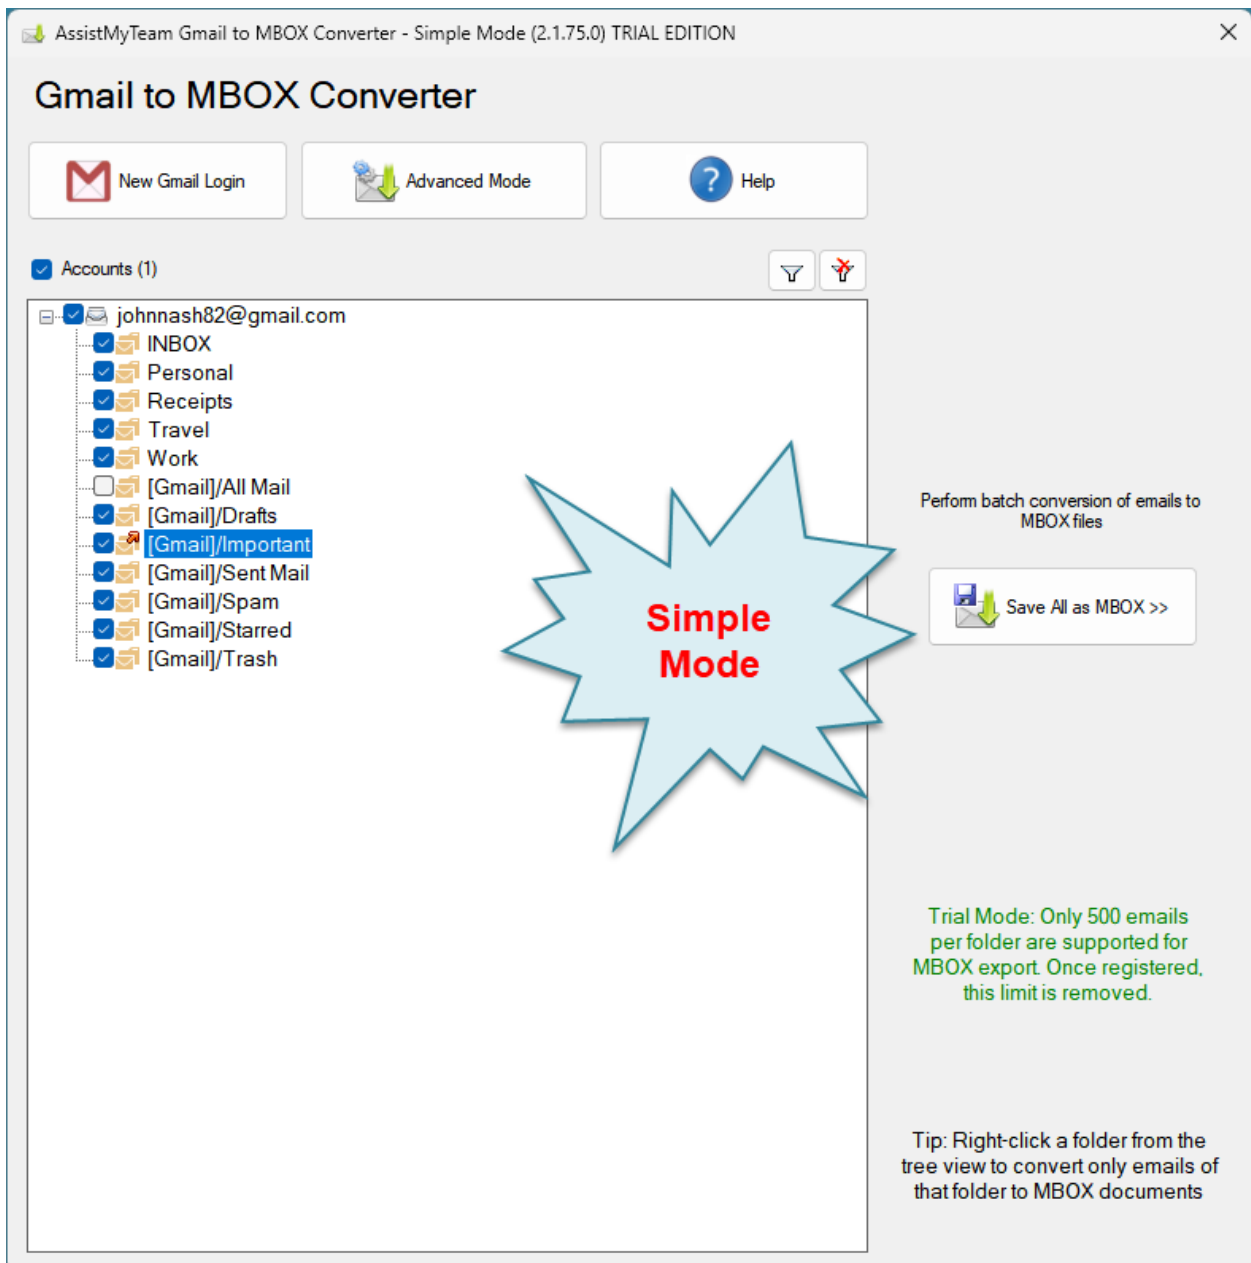 AssistMyTeam Gmail to MBOX Converter - Simple Mode (2.1.75.0) TRIAL EDITION
Gmail to MBOX Converter
New Gmail Login
Advanced Mode
Help
Accounts (1)
johnnash82@gmail.com
INBOX
Personal
Receipts
Travel
Work
[Gmail]/All Mail
[Gmail]/Drafts
[Gmail]/Important
[Gmail]/Sent Mail
[Gmail]/Spam
[Gmail]/Starred
[Gmail]/Trash
Simple
Mode
Perform batch conversion of emails to
MBOX files
Save All as MBOX >>
Trial Mode: Only 500 emails
per folder are supported for
MBOX export. Once registered,
this limit is removed.
Tip: Right-click a folder from the
tree view to convert only emails of
that folder to MBOX documents